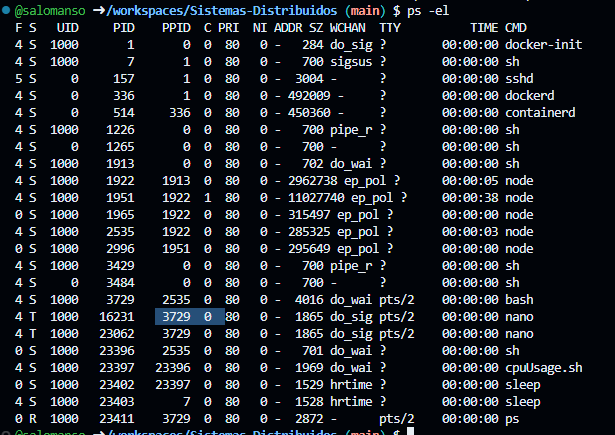 @salomanso ➜/workspaces/Sistemas-Distribuidos (main) $ ps -el
F S   UID     PID    PPID  C PRI  NI ADDR SZ WCHAN  TTY          TIME CMD
4 S  1000       1       0  0  80   0 -   284 do_sig ?        00:00:00 docker-init
4 S  1000       7       1  0  80   0 -   700 sigsus ?        00:00:00 sh
5 S     0     157       1  0  80   0 -  3004 -      ?        00:00:00 sshd
4 S     0     336       1  0  80   0 - 492009 -     ?        00:00:00 dockerd
4 S     0     514     336  0  80   0 - 450360 -     ?        00:00:00 containerd
4 S  1000    1226       0  0  80   0 -   700 pipe_r ?        00:00:00 sh
4 S     0    1265       0  0  80   0 -   700 -      ?        00:00:00 sh
4 S  1000    1913       0  0  80   0 -   702 do_wai ?        00:00:00 sh
4 S  1000    1922    1913  0  80   0 - 2962738 ep_pol ?      00:00:05 node
4 S  1000    1951    1922  1  80   0 - 11027740 ep_pol ?     00:00:38 node
0 S  1000    1965    1922  0  80   0 - 315497 ep_pol ?       00:00:00 node
4 S  1000    2535    1922  0  80   0 - 285325 ep_pol ?       00:00:03 node
0 S  1000    2996    1951  0  80   0 - 295649 ep_pol ?       00:00:00 node
4 S  1000    3429       0  0  80   0 -   700 pipe_r ?        00:00:00 sh
4 S     0    3484       0  0  80   0 -   700 -      ?        00:00:00 sh
4 S  1000    3729    2535  0  80   0 -  4016 do_wai pts/2    00:00:00 bash
4 T  1000   16231    3729  0  80   0 -  1865 do_sig pts/2    00:00:00 nano
4 T  1000   23062    3729  0  80   0 -  1865 do_sig pts/2    00:00:00 nano
0 S  1000   23396    2535  0  80   0 -   701 do_wai ?        00:00:00 sh
4 S  1000   23397   23396  0  80   0 -  1969 do_wai ?        00:00:00 cpuUsage.sh
0 S  1000   23402   23397  0  80   0 -  1529 hrtime ?        00:00:00 sleep
4 S  1000   23403       7  0  80   0 -  1528 hrtime ?        00:00:00 sleep
0 R  1000   23411    3729  0  80   0 -  2872 -      pts/2    00:00:00 ps
@salomanso ➜/workspaces/Sistemas-Distribuidos (main) $